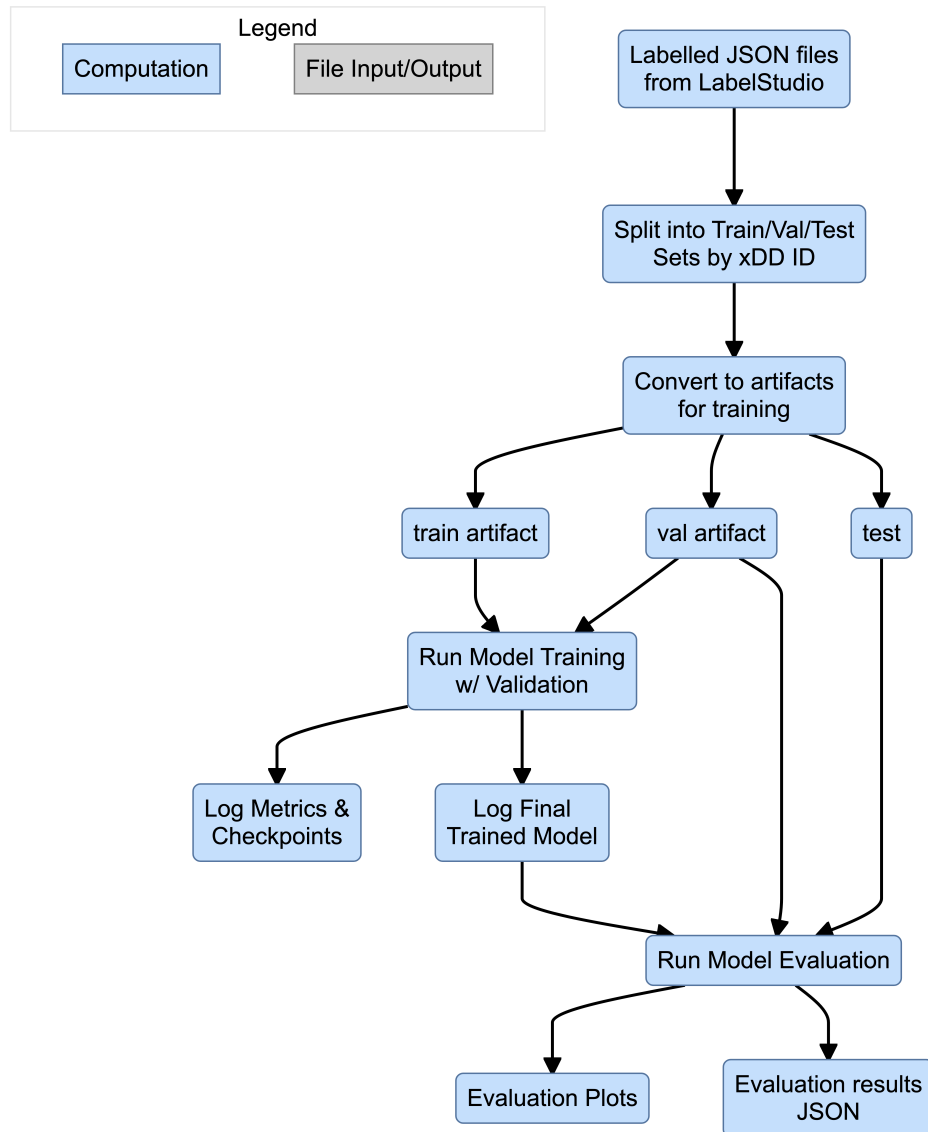 Legend
Computation
File Input/Output
Labelled JSON files
from LabelStudio
Split into Train/Val/Test
Sets by xDD ID
Convert to artifacts
for training
train artifact
val artifact
test
Run Model Training
w/ Validation
Log Metrics &
Checkpoints
Log Final
Trained Model
Run Model Evaluation
Evaluation Plots
Evaluation results
JSON